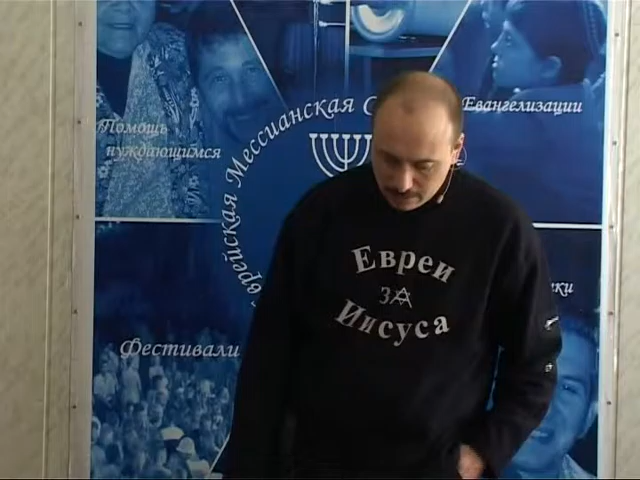 Помощь
нуждающимся
Еврейская Мессианская
Евангелизации
Фестивали
Евреи
ЗА
Иисуса